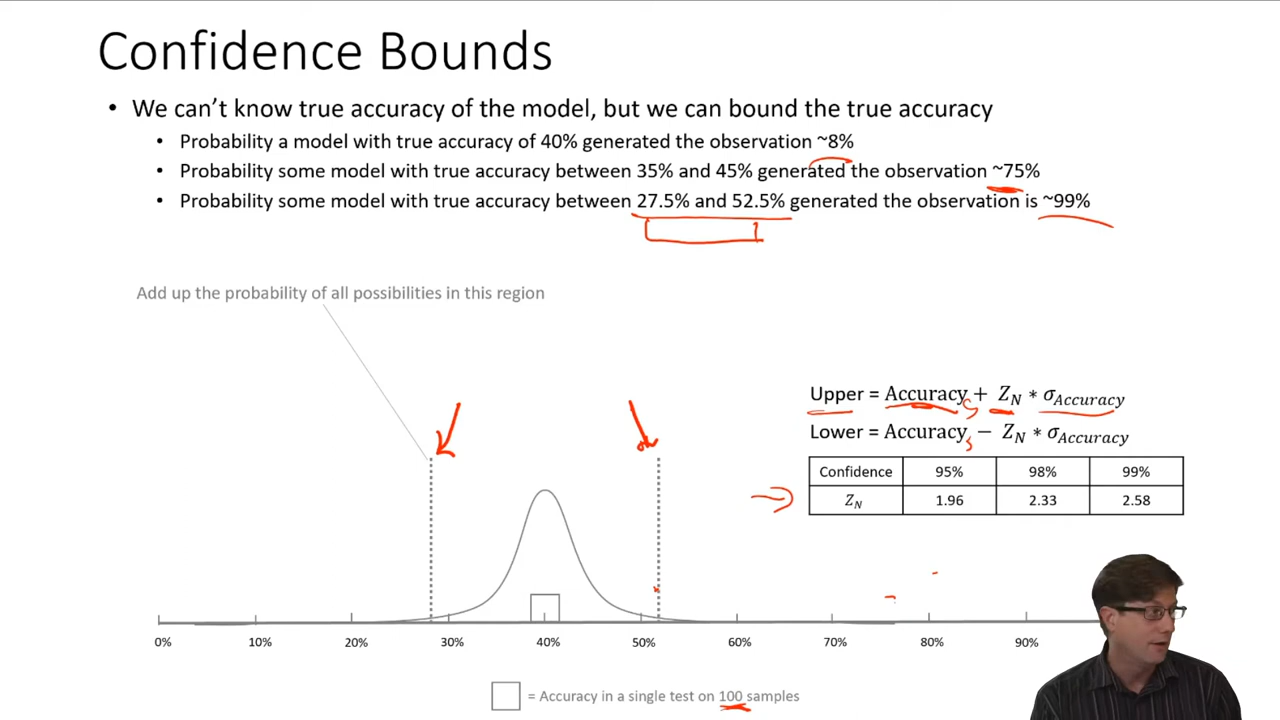 Confidence Bounds
• We can't know true accuracy of the model, but we can bound the true accuracy
• Probability a model with true accuracy of 40% generated the observation ~8%
• Probability some model with true accuracy between 35% and 45% generated the observation ~75%
• Probability some model with true accuracy between 27.5% and 52.5% generated the observation is ~99%
Add up the probability of all possibilities in this region
Upper = Accuracy + Z_N * σ_Accuracy
Lower = Accuracy − Z_N * σ_Accuracy
Confidence 95% 98% 99%
Z_N 1.96 2.33 2.58
0% 10% 20% 30% 40% 50% 60% 70% 80% 90%
= Accuracy in a single test on 100 samples